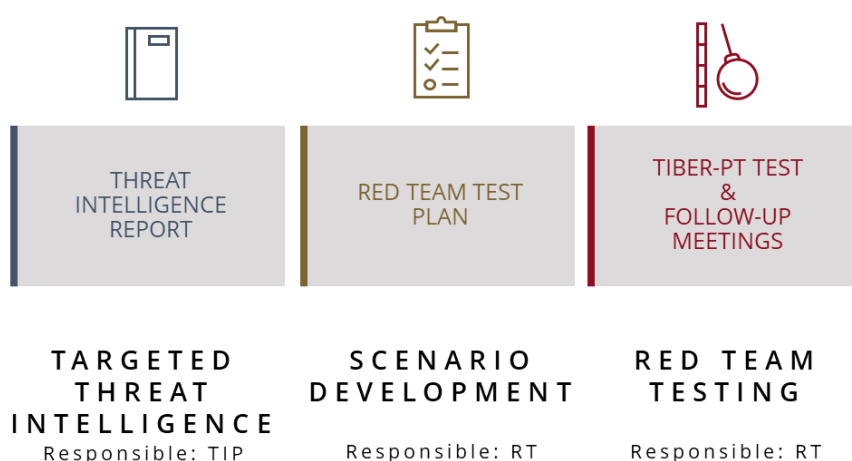 THREAT
INTELLIGENCE
REPORT
RED TEAM TEST
PLAN
TIBER-PT TEST
&
FOLLOW-UP
MEETINGS
TARGETED
THREAT
INTELLIGENCE
Responsible: TIP
SCENARIO
DEVELOPMENT
Responsible: RT
RED TEAM
TESTING
Responsible: RT